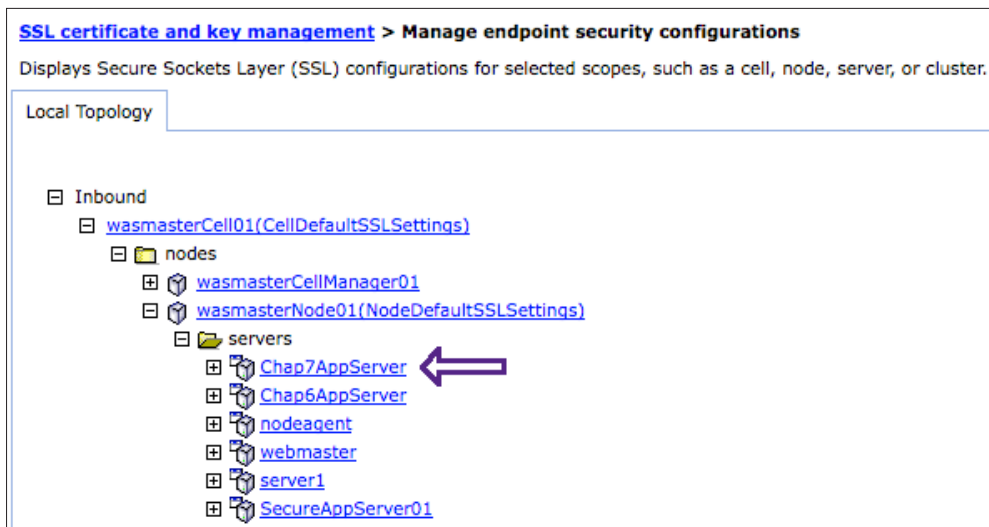 SSL certificate and key management > Manage endpoint security configurations
Displays Secure Sockets Layer (SSL) configurations for selected scopes, such as a cell, node, server, or cluster.
Local Topology
Inbound
wasmasterCell01(CellDefaultSSLSettings)
nodes
wasmasterCellManager01
wasmasterNode01(NodeDefaultSSLSettings)
servers
Chap7AppServer
Chap6AppServer
nodeagent
webmaster
server1
SecureAppServer01